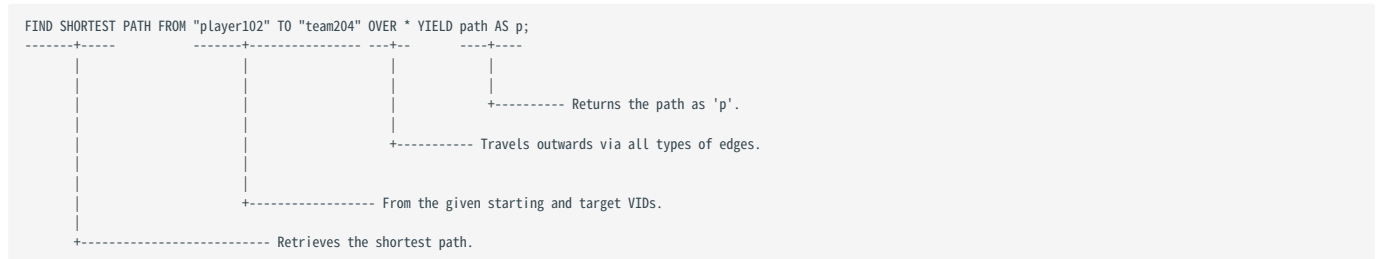 FIND SHORTEST PATH FROM "player102" TO "team204" OVER * YIELD path AS p;
-------+-----           -------+---------------- ---+--       ----+----
       |                       |                    |             |
       |                       |                    |             |
       |                       |                    |             +---------- Returns the path as 'p'.
       |                       |                    |
       |                       |                    +----------- Travels outwards via all types of edges.
       |                       |
       |                       |
       |                       +------------------ From the given starting and target VIDs.
       |
       +--------------------------- Retrieves the shortest path.